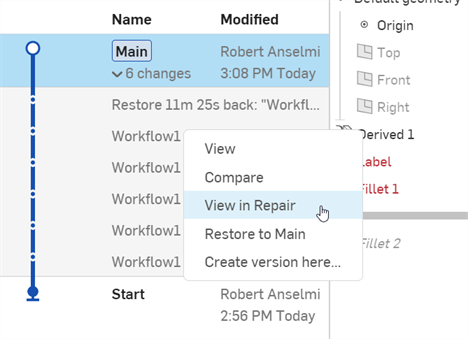 Name Modified
Main Robert Anselmi
6 changes 3:08 PM Today
Restore 11m 25s back: "Workfl...
Workflow1
Workflow1
Workflow1
Workflow1
Workflow1
Start Robert Anselmi
2:56 PM Today
View
Compare
View in Repair
Restore to Main
Create version here...
Default geometry
Origin
Top
Front
Right
Derived 1
Label
Fillet 1
Fillet 2